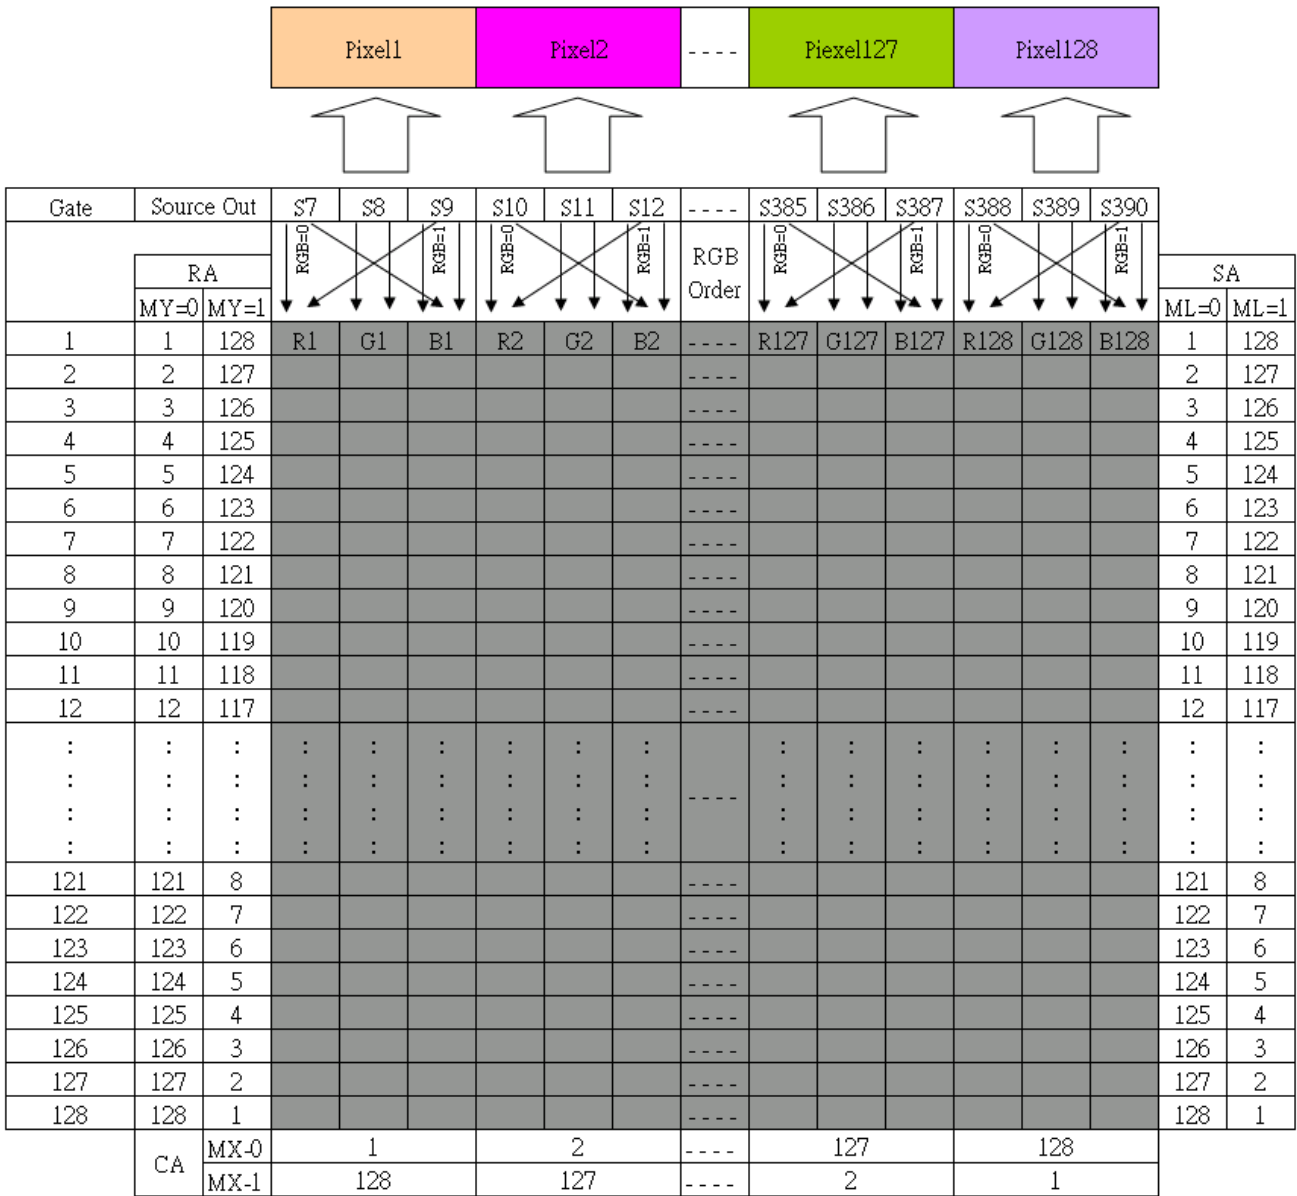 Pixel1 Pixel2 ---- Piexel127 Pixel128
Gate Source Out S7 S8 S9 S10 S11 S12 ---- S385 S386 S387 S388 S389 S390
RGB=0 RGB=1 RGB=0 RGB=1 RGB=0 RGB=1 RGB=0 RGB=1
RA RGB Order SA
MY=0 MY=1 ML=0 ML=1
1 1 128 R1 G1 B1 R2 G2 B2 ---- R127 G127 B127 R128 G128 B128 1 128
2 2 127 ---- 2 127
3 3 126 ---- 3 126
4 4 125 ---- 4 125
5 5 124 ---- 5 124
6 6 123 ---- 6 123
7 7 122 ---- 7 122
8 8 121 ---- 8 121
9 9 120 ---- 9 120
10 10 119 ---- 10 119
11 11 118 ---- 11 118
12 12 117 ---- 12 117
: : : : : : : : : : : : : : : : :
: : : : : : : : : : : : : : : : :
----
: : : : : : : : : : : : : : : : :
: : : : : : : : : : : : : : : : :
121 121 8 ---- 121 8
122 122 7 ---- 122 7
123 123 6 ---- 123 6
124 124 5 ---- 124 5
125 125 4 ---- 125 4
126 126 3 ---- 126 3
127 127 2 ---- 127 2
128 128 1 ---- 128 1
CA MX-0 1 2 ---- 127 128
MX-1 128 127 ---- 2 1